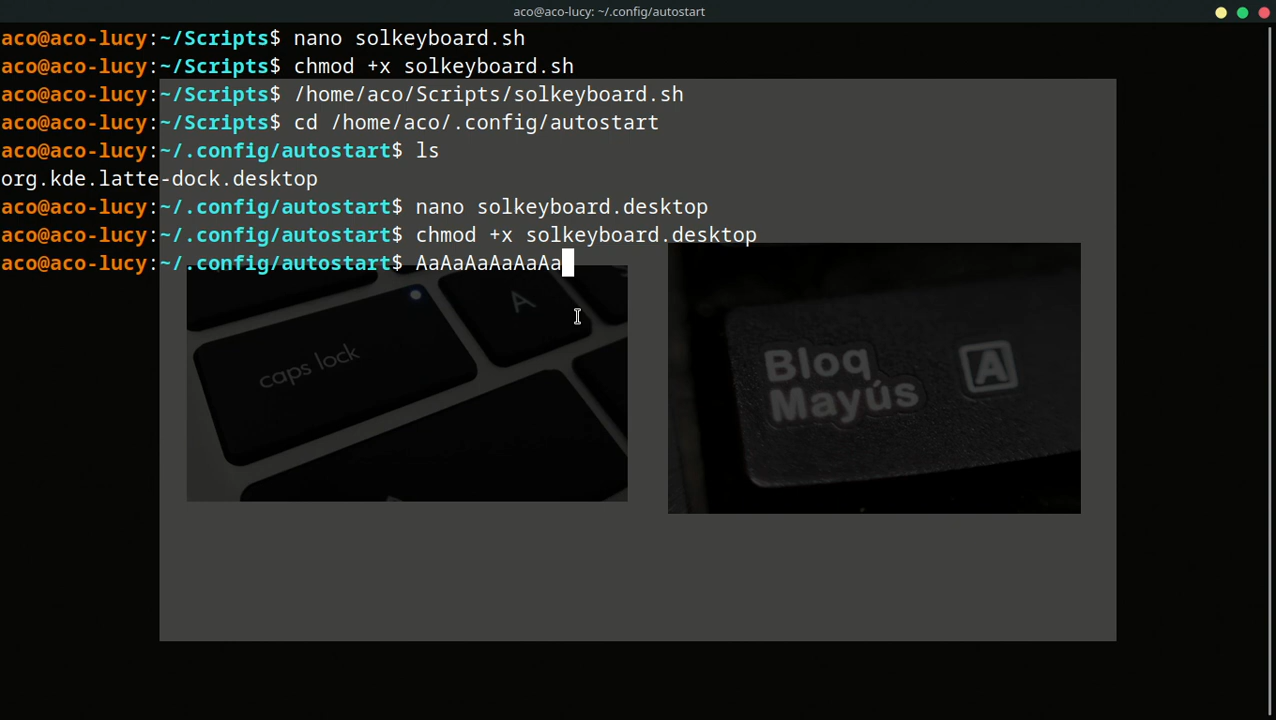 aco@aco-lucy: ~/.config/autostart
aco@aco-lucy:~/Scripts$ nano solkeyboard.sh
aco@aco-lucy:~/Scripts$ chmod +x solkeyboard.sh
aco@aco-lucy:~/Scripts$ /home/aco/Scripts/solkeyboard.sh
aco@aco-lucy:~/Scripts$ cd /home/aco/.config/autostart
aco@aco-lucy:~/.config/autostart$ ls
org.kde.latte-dock.desktop
aco@aco-lucy:~/.config/autostart$ nano solkeyboard.desktop
aco@aco-lucy:~/.config/autostart$ chmod +x solkeyboard.desktop
aco@aco-lucy:~/.config/autostart$ AaAaAaAaAaAa
caps lock
A
Bloq
Mayús
A